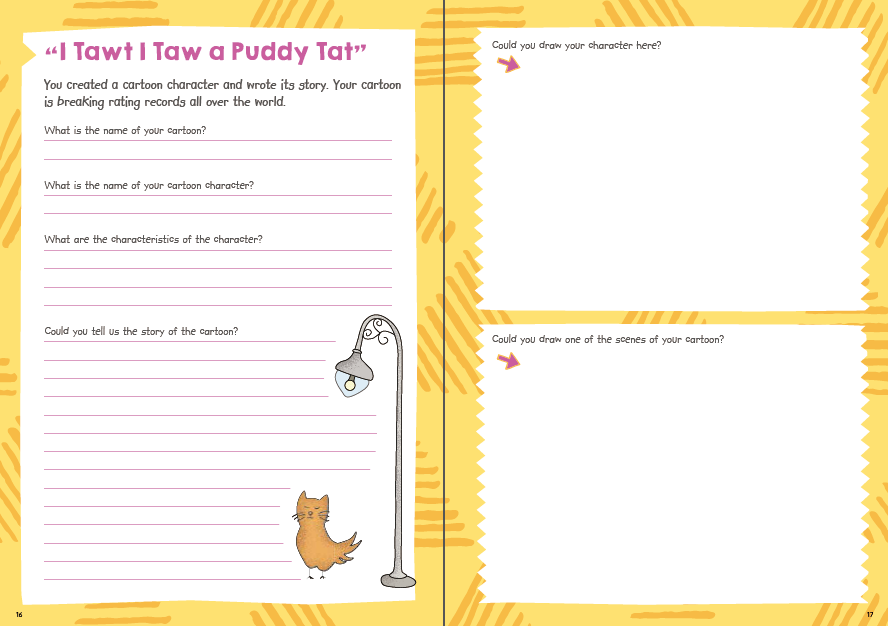 “I Tawt I Taw a Puddy Tat”
You created a cartoon character and wrote its story. Your cartoon
is breaking rating records all over the world.
What is the name of your cartoon?
What is the name of your cartoon character?
What are the characteristics of the character?
Could you tell us the story of the cartoon?
16
Could you draw your character here?
Could you draw one of the scenes of your cartoon?
17